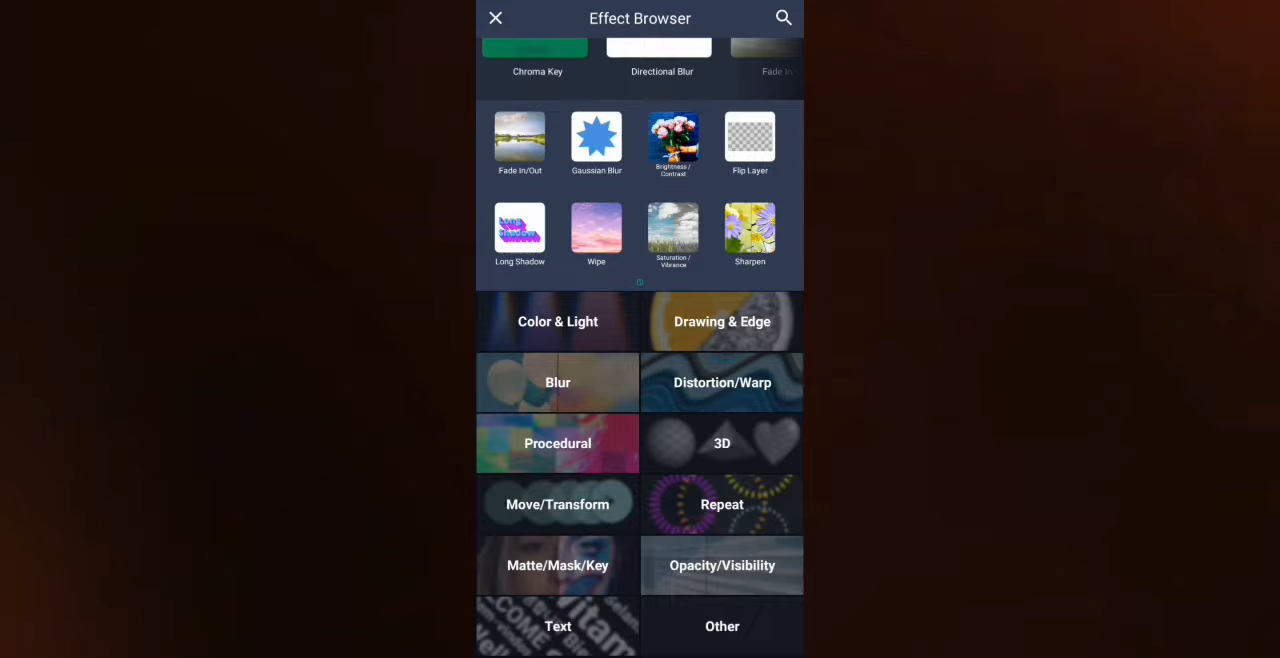 Effect Browser
Chroma Key
Directional Blur
Fade In
Fade In/Out
Gaussian Blur
Brightness /
Contrast
Flip Layer
Long
Shadow
Long Shadow
Wipe
Saturation /
Vibrance
Sharpen
Color & Light
Drawing & Edge
Blur
Distortion/Warp
Procedural
3D
Move/Transform
Repeat
Matte/Mask/Key
Opacity/Visibility
Text
Other